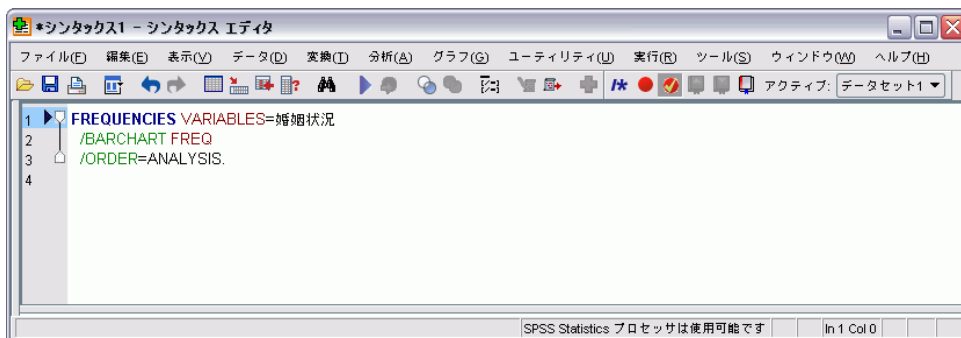 *シンタックス1 - シンタックス エディタ
ファイル(F) 編集(E) 表示(V) データ(D) 変換(T) 分析(A) グラフ(G) ユーティリティ(U) 実行(R) ツール(S) ウィンドウ(W) ヘルプ(H)
アクティブ: データセット1
1 FREQUENCIES VARIABLES=婚姻状況
2 /BARCHART FREQ
3 /ORDER=ANALYSIS.
4
SPSS Statistics プロセッサは使用可能です In 1 Col 0